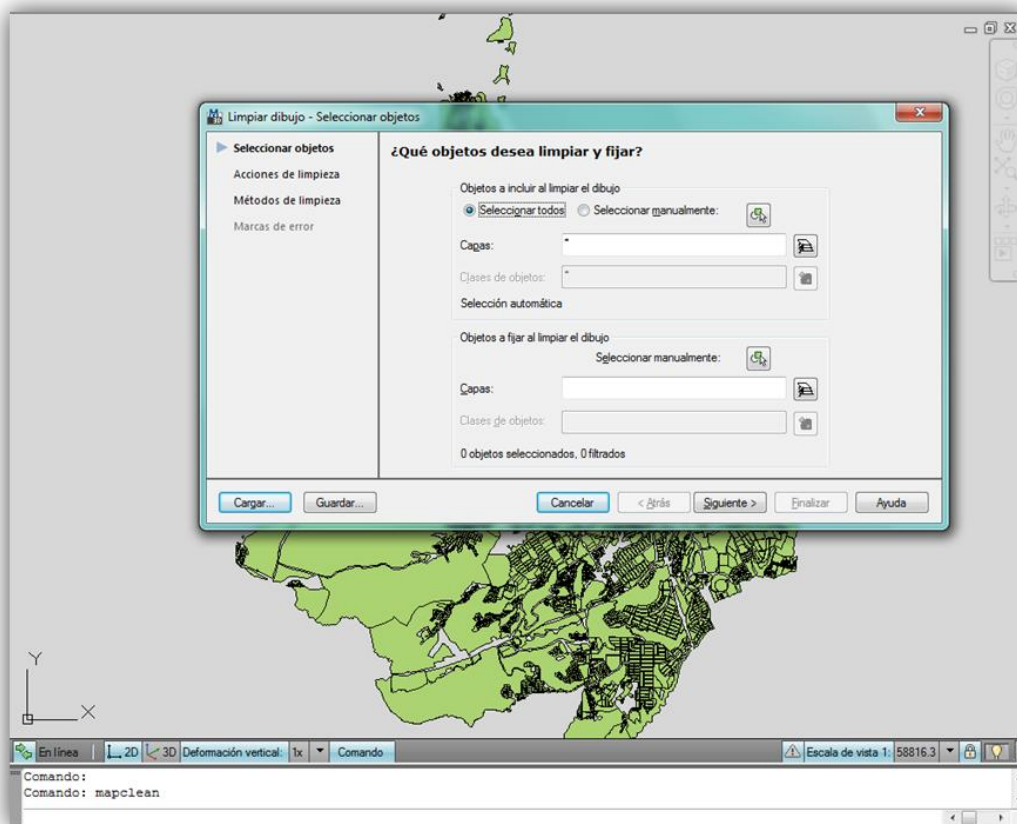 Limpiar dibujo - Seleccionar objetos
Seleccionar objetos
Acciones de limpieza
Métodos de limpieza
Marcas de error
¿Qué objetos desea limpiar y fijar?
Objetos a incluir al limpiar el dibujo
Seleccionar todos Seleccionar manualmente:
Capas: *
Clases de objetos: *
Selección automática
Objetos a fijar al limpiar el dibujo
Seleccionar manualmente:
Capas:
Clases de objetos:
0 objetos seleccionados, 0 filtrados
Cargar... Guardar... Cancelar < Atrás Siguiente > Finalizar Ayuda
Y
X
En línea 2D 3D Deformación vertical: 1x Comando Escala de vista 1: 58816.3
Comando:
Comando: mapclean